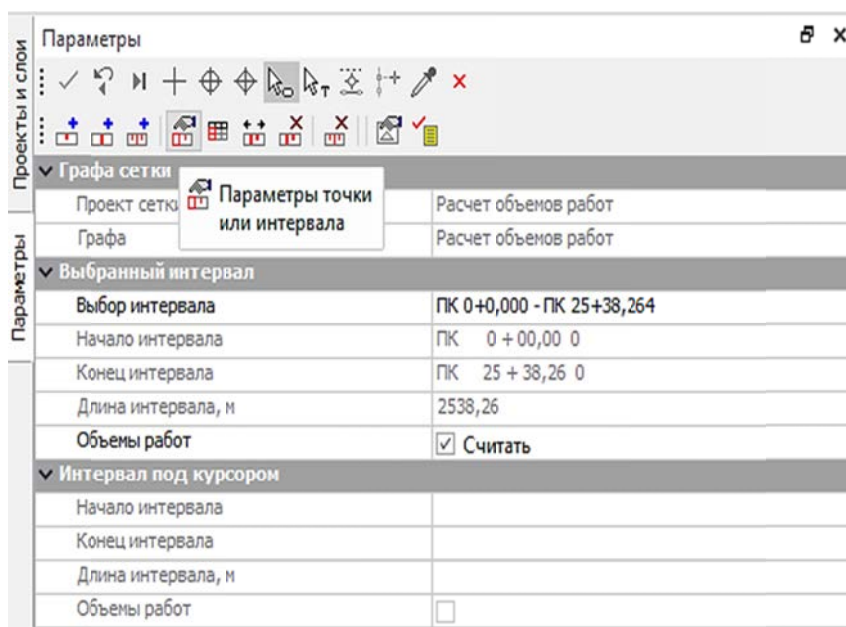 Проекты и слои
Параметры
Параметры
Графа сетки
Проект сетки
Расчет объемов работ
Параметры точки
или интервала
Графа
Расчет объемов работ
Выбранный интервал
Выбор интервала
ПК 0+0,000 - ПК 25+38,264
Начало интервала
ПК 0 + 00,00 0
Конец интервала
ПК 25 + 38,26 0
Длина интервала, м
2538,26
Объемы работ
Считать
Интервал под курсором
Начало интервала
Конец интервала
Длина интервала, м
Объемы работ